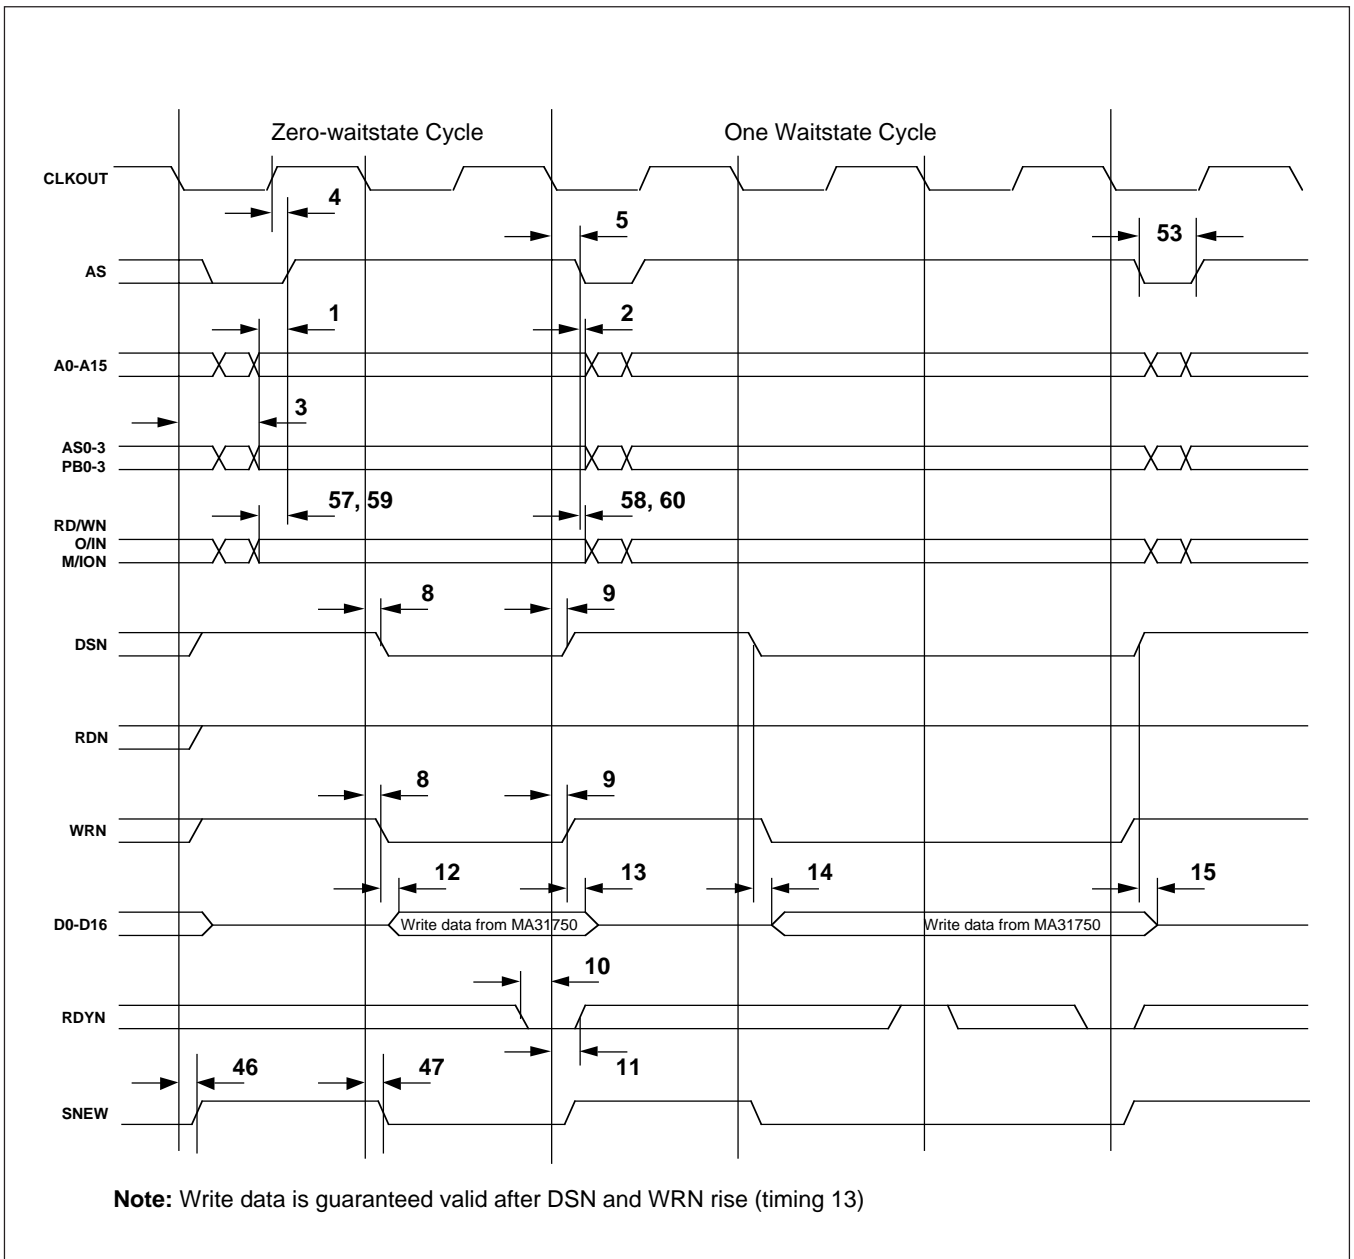 Zero-waitstate Cycle
One Waitstate Cycle
CLKOUT
4
5
53
AS
1
2
A0-A15
3
AS0-3
PB0-3
57, 59
58, 60
RD/WN
O/IN
M/ION
8
9
DSN
RDN
8
9
WRN
12
13
14
15
D0-D16
Write data from MA31750
Write data from MA31750
10
RDYN
11
46
47
SNEW
Note: Write data is guaranteed valid after DSN and WRN rise (timing 13)